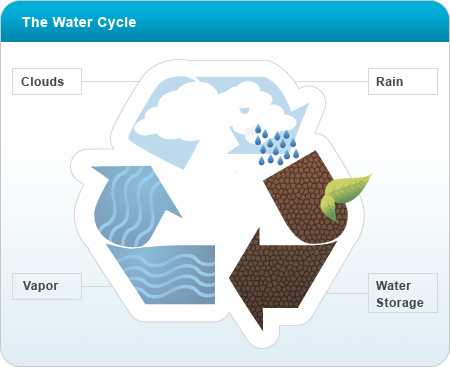 The Water Cycle
Clouds
Rain
Vapor
Water
Storage